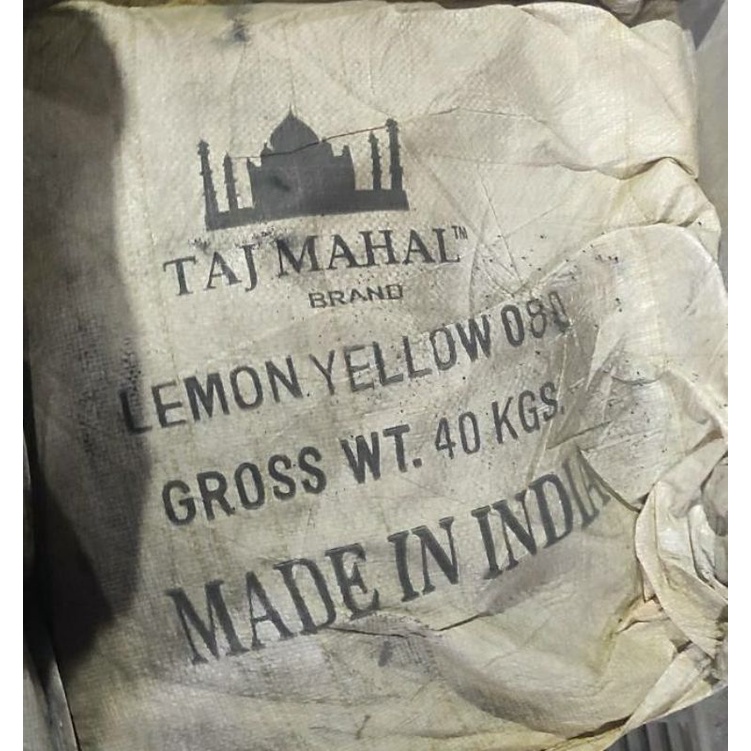 TAJ MAHAL™
BRAND
LEMON YELLOW 080
GROSS WT. 40 KGS.
MADE IN INDIA